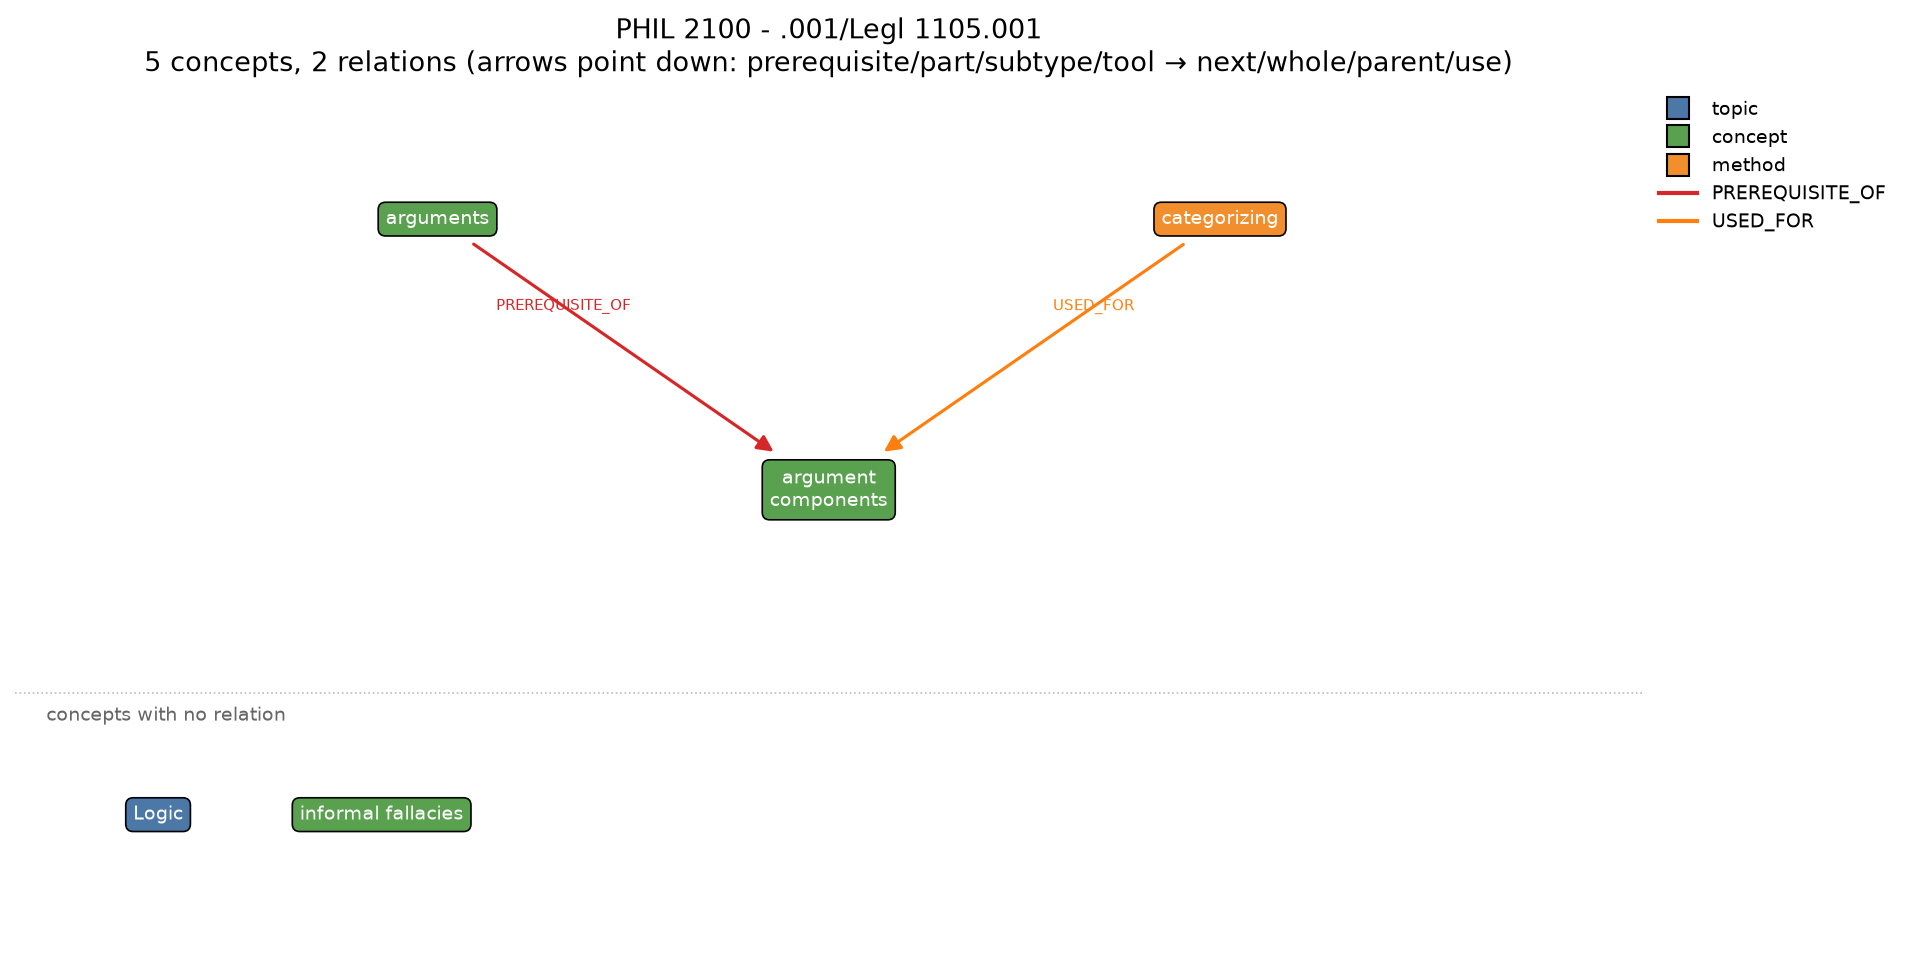 PHIL 2100 - .001/Legl 1105.001
5 concepts, 2 relations (arrows point down: prerequisite/part/subtype/tool → next/whole/parent/use)
topic
concept
method
PREREQUISITE_OF
USED_FOR
arguments
categorizing
PREREQUISITE_OF
USED_FOR
argument
components
concepts with no relation
Logic
informal fallacies